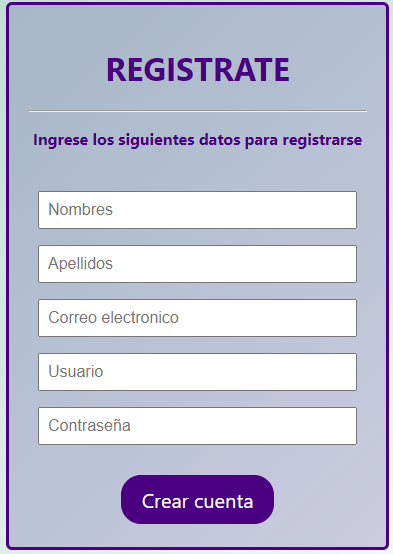 REGISTRATE
Ingrese los siguientes datos para registrarse
Nombres
Apellidos
Correo electronico
Usuario
Contraseña
Crear cuenta